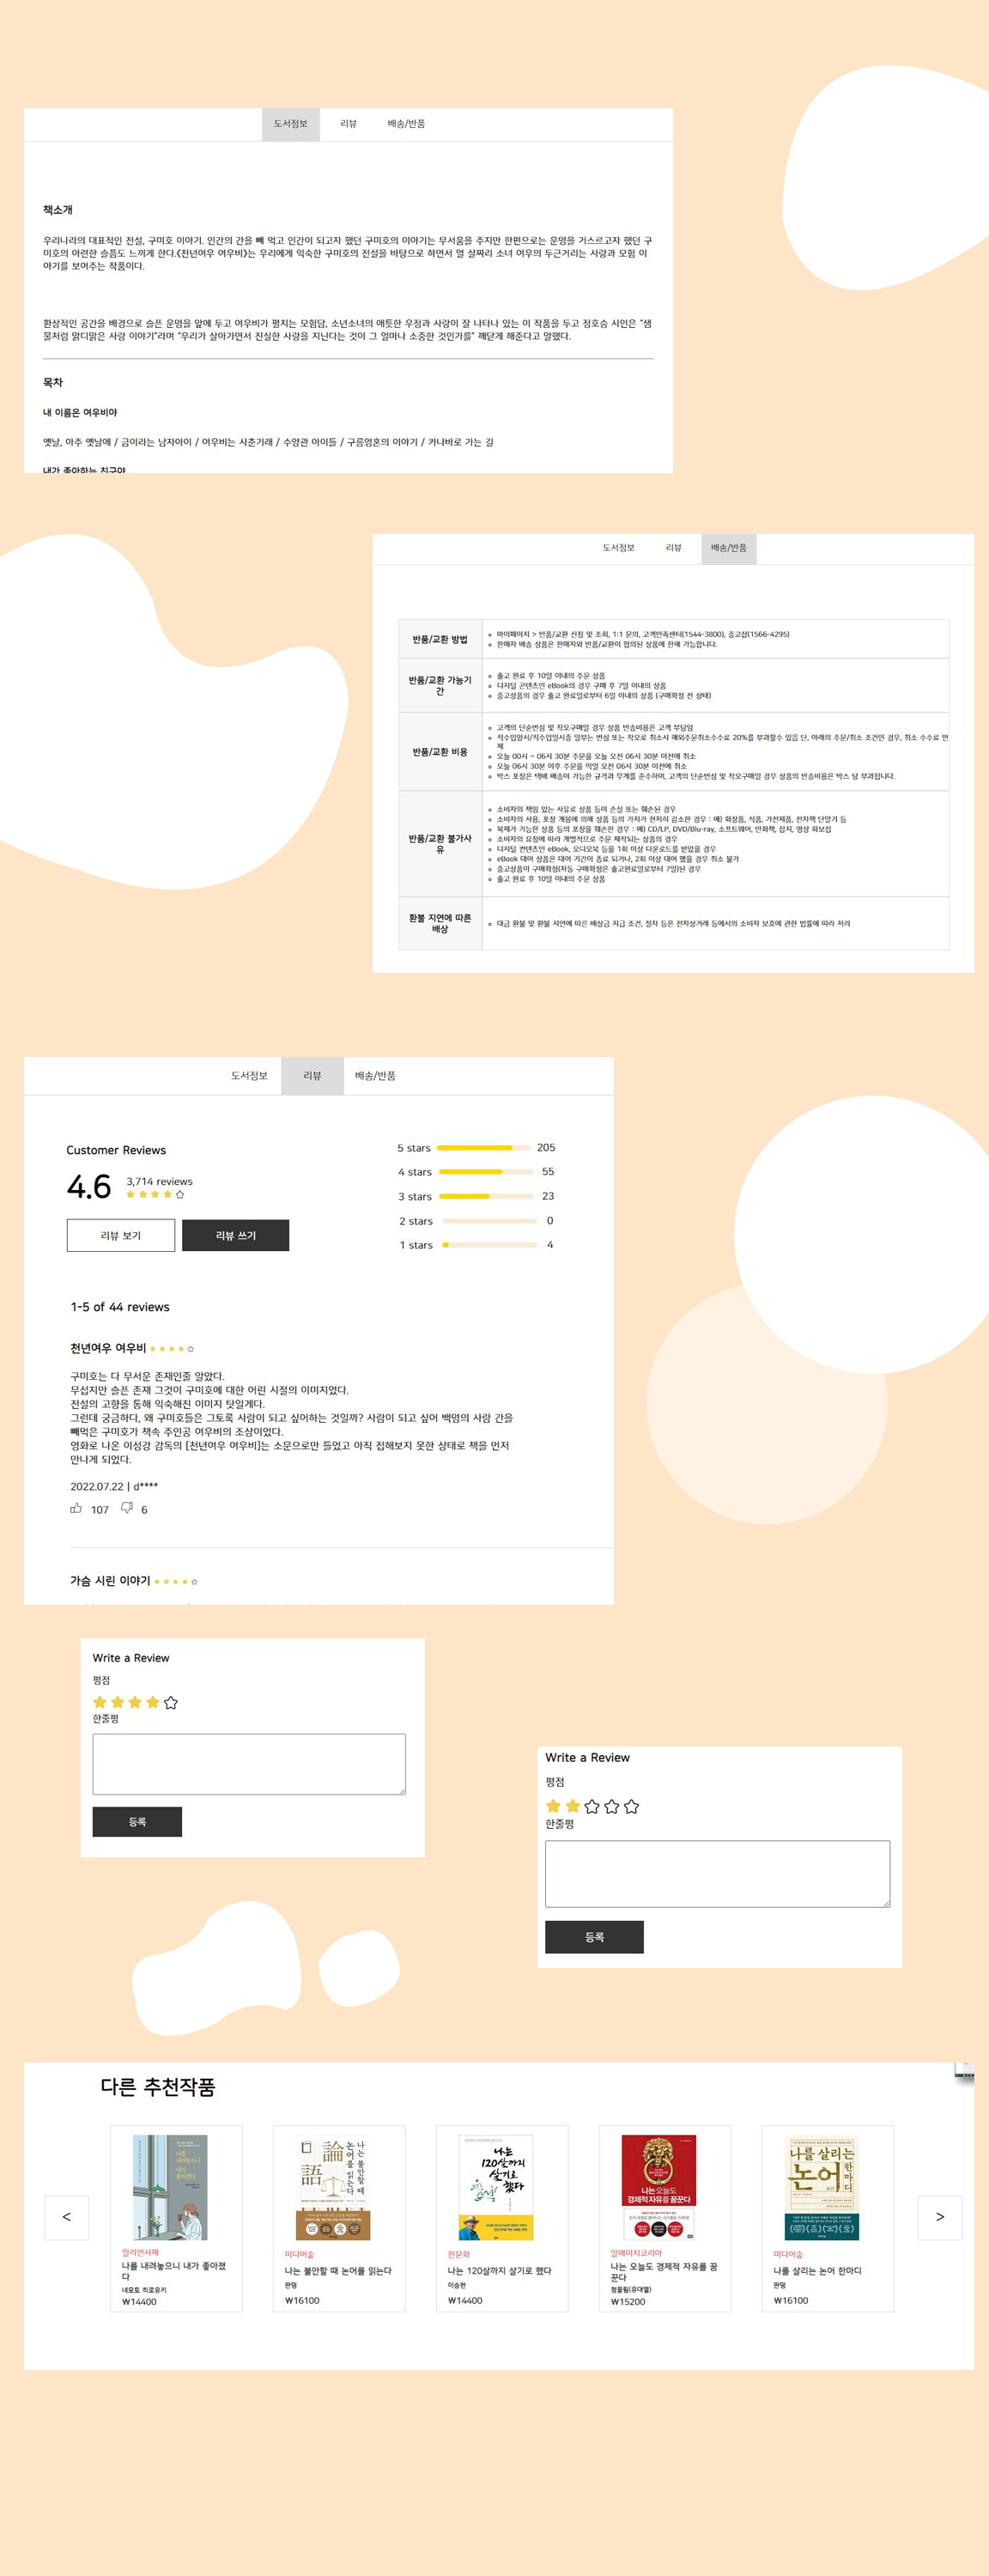 도서정보 리뷰 배송/반품
책소개
우리나라의 대표적인 전설, 구미호 이야기. 인간의 간을 빼 먹고 인간이 되고자 했던 구미호의 이야기는 무서움을 주지만 한편으로는 운명을 거스르고자 했던 구
미호의 아련한 슬픔도 느끼게 한다.《천년여우 여우비》는 우리에게 익숙한 구미호의 전설을 바탕으로 하면서 열 살짜리 소녀 여우의 두근거리는 사랑과 모험 이
야기를 보여주는 작품이다.
환상적인 공간을 배경으로 슬픈 운명을 앞에 두고 여우비가 펼치는 모험담, 소년소녀의 애틋한 우정과 사랑이 잘 나타나 있는 이 작품을 두고 정호승 시인은 “샘
물처럼 맑디맑은 사랑 이야기”라며 “우리가 살아가면서 진실한 사랑을 지닌다는 것이 그 얼마나 소중한 것인가를” 깨닫게 해준다고 말했다.
목차
내 이름은 여우비야
옛날, 아주 옛날에 / 금이라는 남자아이 / 여우비는 사춘기래 / 수영관 아이들 / 구름영혼의 이야기 / 카나바로 가는 길
내가 좋아하는 친구야
도서정보 리뷰 배송/반품
반품/교환 방법
마이페이지 > 반품/교환 신청 및 조회, 1:1 문의, 고객만족센터(1544-3800), 중고샵(1566-4295)
판매자 배송 상품은 판매자와 반품/교환이 협의된 상품에 한해 가능합니다.
반품/교환 가능기
간
출고 완료 후 10일 이내의 주문 상품
디지털 콘텐츠인 eBook의 경우 구매 후 7일 이내의 상품
중고상품의 경우 출고 완료일로부터 6일 이내의 상품 (구매확정 전 상태)
반품/교환 비용
고객의 단순변심 및 착오구매일 경우 상품 반송비용은 고객 부담임
직수입양서/직수입일서중 일부는 변심 또는 착오로 취소시 해외주문취소수수료 20%를 부과할수 있음 단, 아래의 주문/취소 조건인 경우, 취소 수수료 면
제
오늘 00시 ~ 06시 30분 주문을 오늘 오전 06시 30분 이전에 취소
오늘 06시 30분 이후 주문을 익일 오전 06시 30분 이전에 취소
박스 포장은 택배 배송이 가능한 규격과 무게를 준수하며, 고객의 단순변심 및 착오구매일 경우 상품의 반송비용은 박스 당 부과됩니다.
반품/교환 불가사
유
소비자의 책임 있는 사유로 상품 등이 손실 또는 훼손된 경우
소비자의 사용, 포장 개봉에 의해 상품 등의 가치가 현저히 감소한 경우 : 예) 화장품, 식품, 가전제품, 전자책 단말기 등
복제가 가능한 상품 등의 포장을 훼손한 경우 : 예) CD/LP, DVD/Blu-ray, 소프트웨어, 만화책, 잡지, 영상 화보집
소비자의 요청에 따라 개별적으로 주문 제작되는 상품의 경우
디지털 컨텐츠인 eBook, 오디오북 등을 1회 이상 다운로드를 받았을 경우
eBook 대여 상품은 대여 기간이 종료 되거나, 2회 이상 대여 했을 경우 취소 불가
중고상품이 구매확정(자동 구매확정은 출고완료일로부터 7일)된 경우
출고 완료 후 10일 이내의 주문 상품
환불 지연에 따른
배상
대금 환불 및 환불 지연에 따른 배상금 지급 조건, 절차 등은 전자상거래 등에서의 소비자 보호에 관한 법률에 따라 처리
도서정보 리뷰 배송/반품
Customer Reviews
4.6
3,714 reviews
리뷰 보기 리뷰 쓰기
5 stars 205
4 stars 55
3 stars 23
2 stars 0
1 stars 4
1-5 of 44 reviews
천년여우 여우비
구미호는 다 무서운 존재인줄 알았다.
무섭지만 슬픈 존재 그것이 구미호에 대한 어린 시절의 이미지였다.
전설의 고향을 통해 익숙해진 이미지 탓일게다.
그런데 궁금하다, 왜 구미호들은 그토록 사람이 되고 싶어하는 것일까? 사람이 되고 싶어 백명의 사람 간을
빼먹은 구미호가 책속 주인공 여우비의 조상이었다.
영화로 나온 이성강 감독의 [천년여우 여우비]는 소문으로만 들었고 아직 접해보지 못한 상태로 책을 먼저
만나게 되었다.
2022.07.22 | d****
107 6
가슴 시린 이야기
Write a Review
평점
한줄평
등록
Write a Review
평점
한줄평
등록
다른 추천작품
<
나를
내려놓으니
내가
좋아졌다
밀리언서재
나를 내려놓으니 내가 좋아졌
다
네모토 히로유키
₩14400
論
語
나는 불안할 때
논어를 읽는다
미디어숲
나는 불안할 때 논어를 읽는다
판덩
₩16100
나는
120살까지
살기로
했다
한문화
나는 120살까지 살기로 했다
이승헌
₩14400
나는 오늘도
경제적 자유를 꿈꾼다
알에이치코리아
나는 오늘도 경제적 자유를 꿈
꾼다
청울림(유대열)
₩15200
나를 살리는
논어
한마디
미디어숲
나를 살리는 논어 한마디
판덩
₩16100
>